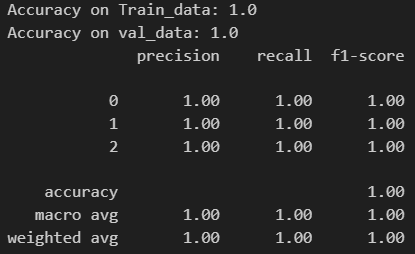 Accuracy on Train_data: 1.0
Accuracy on val_data: 1.0
precision recall f1-score
0 1.00 1.00 1.00
1 1.00 1.00 1.00
2 1.00 1.00 1.00
accuracy 1.00
macro avg 1.00 1.00 1.00
weighted avg 1.00 1.00 1.00